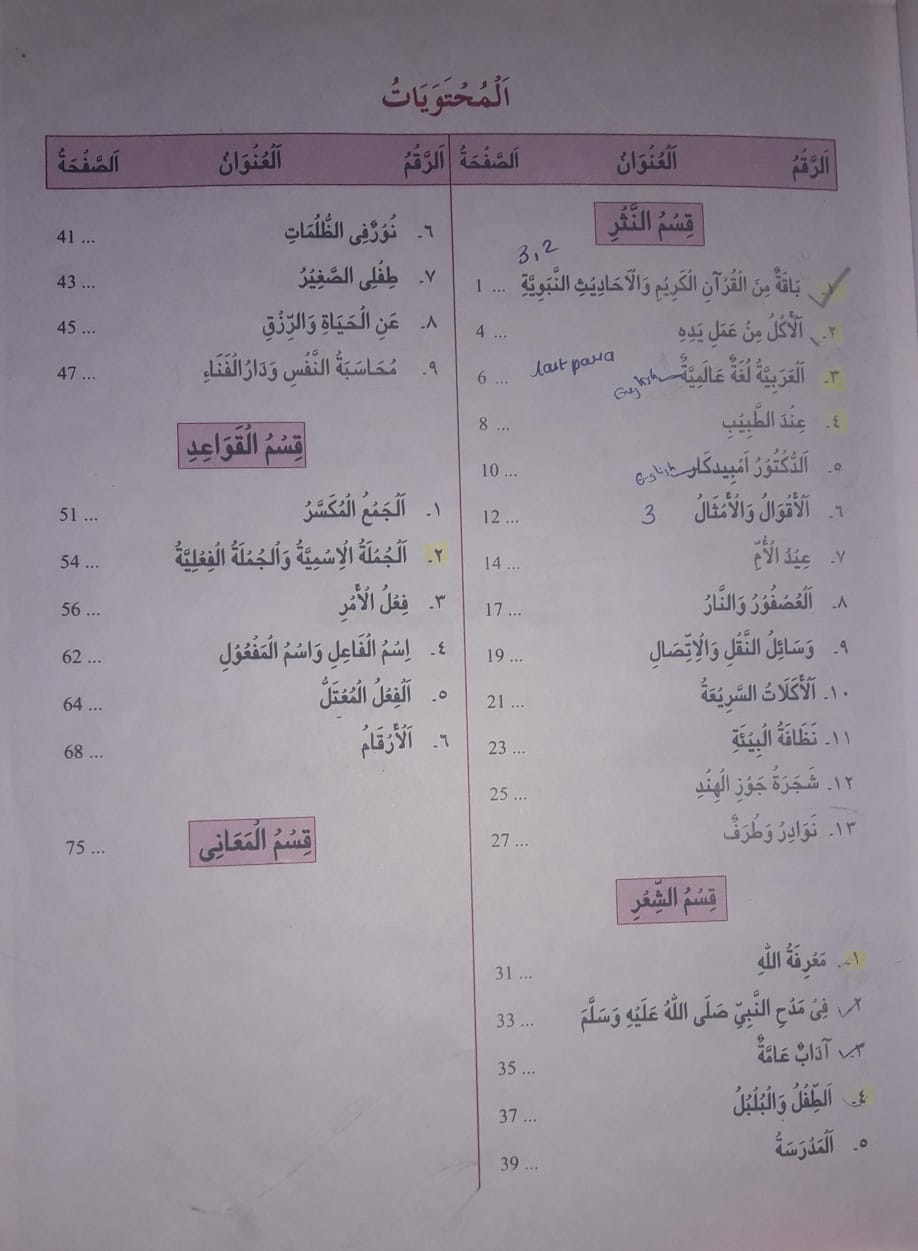 اَلْمُحْتَوَيَاتُ
اَلرَّقْمُ اَلْعُنْوَانُ اَلصَّفْحَةُ
قِسْمُ النَّثْرِ
3,2
١. بَاقَةٌ مِنَ الْقُرْآنِ الْكَرِيْمِ وَالْاَحَادِيْثِ النَّبَوِيَّةِ ... 1
٢. اَلْأَكْلُ مِنْ عَمَلِ يَدِهِ ... 4
٣. اَلْعَرَبِيَّةُ لُغَةٌ عَالَمِيَّةٌ English last para ... 6
٤. عِنْدَ الطَّبِيْبِ ... 8
٥. اَلدُّكْتُوْرُ اَمْبِيدكَار English ... 10
٦. اَلْأَقْوَالُ وَالْأَمْثَالُ 3 ... 12
٧. عِيْدُ الْأُمِّ ... 14
٨. اَلْعُصْفُوْرُ وَالنَّارُ ... 17
٩. وَسَائِلُ النَّقْلِ وَالْاِتِّصَالِ ... 19
١٠. اَلْأَكَلَاتُ السَّرِيْعَةُ ... 21
١١. نَظَافَةُ الْبِيْئَةِ ... 23
١٢. شَجَرَةُ جَوْزِ الْهِنْدِ ... 25
١٣. نَوَادِرُ وَطُرَفٌ ... 27
قِسْمُ الشِّعْرِ
١. مَعْرِفَةُ اللهِ ... 31
٢. فِيْ مَدْحِ النَّبِيِّ صَلَى اللهُ عَلَيْهِ وَسَلَّمَ ... 33
٣. آدَابٌ عَامَّةٌ ... 35
٤. اَلطِّفْلُ وَالْبُلْبُلُ ... 37
٥. اَلْمَدْرَسَةُ ... 39
اَلرَّقْمُ اَلْعُنْوَانُ اَلصَّفْحَةُ
٦. نُوْرٌ فِى الظُّلُمَاتِ ... 41
٧. طِفْلِى الصَّغِيْرُ ... 43
٨. عَنِ الْحَيَاةِ وَالرِّزْقِ ... 45
٩. مُحَاسَبَةُ النَّفْسِ وَدَارُ الْفَنَاءِ ... 47
قِسْمُ الْقَوَاعِدِ
١. اَلْجَمْعُ الْمُكَسَّرُ ... 51
٢. اَلْجُمْلَةُ الْاِسْمِيَّةُ وَالْجُمْلَةُ الْفِعْلِيَّةُ ... 54
٣. فِعْلُ الْأَمْرِ ... 56
٤. اِسْمُ الْفَاعِلِ وَاسْمُ الْمَفْعُوْلِ ... 62
٥. اَلْفِعْلُ الْمُعْتَلُّ ... 64
٦. اَلْأَرْقَامُ ... 68
قِسْمُ الْمَعَانِى ... 75